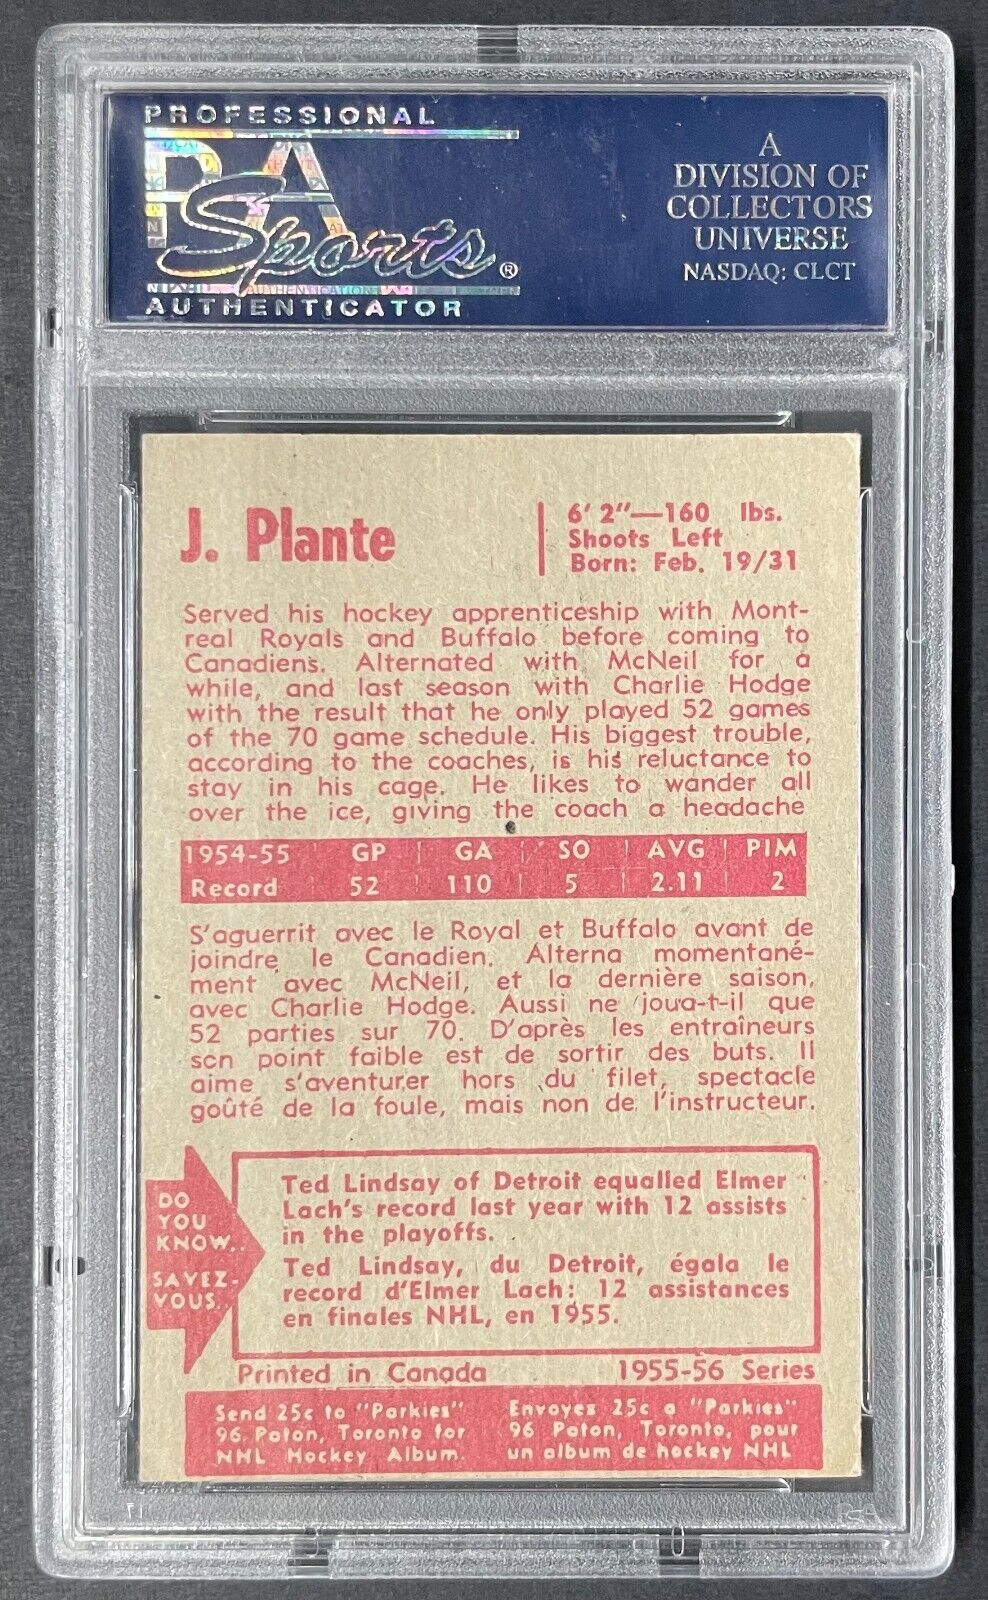 PROFESSIONAL
PSA
Sports®
AUTHENTICATOR
A
DIVISION OF
COLLECTORS
UNIVERSE
NASDAQ: CLCT
J. Plante
6' 2"—160 lbs.
Shoots Left
Born: Feb. 19/31
Served his hockey apprenticeship with Mont-
real Royals and Buffalo before coming to
Canadiens. Alternated with McNeil for a
while, and last season with Charlie Hodge
with the result that he only played 52 games
of the 70 game schedule. His biggest trouble,
according to the coaches, is his reluctance to
stay in his cage. He likes to wander all
over the ice, giving the coach a headache
1954-55 GP GA SO AVG PIM
Record 52 110 5 2.11 2
S'aguerrit avec le Royal et Buffalo avant de
joindre le Canadien. Alterna momentané-
ment avec McNeil, et la dernière saison,
avec Charlie Hodge. Aussi ne joua-t-il que
52 parties sur 70. D'après les entraîneurs
scn point faible est de sortir des buts. Il
aime s'aventurer hors du filet, spectacle
goûté de la foule, mais non de l'instructeur.
DO
YOU
KNOW..
SAVEZ-
VOUS..
Ted Lindsay of Detroit equalled Elmer
Lach's record last year with 12 assists
in the playoffs.
Ted Lindsay, du Detroit, égala le
record d'Elmer Lach: 12 assistances
en finales NHL, en 1955.
Printed in Canada 1955-56 Series
Send 25c to "Parkies"
96 Paton, Toronto for
NHL Hockey Album.
Envoyes 25c a "Parkies"
96 Paton, Toronto, pour
un album de hockey NHL